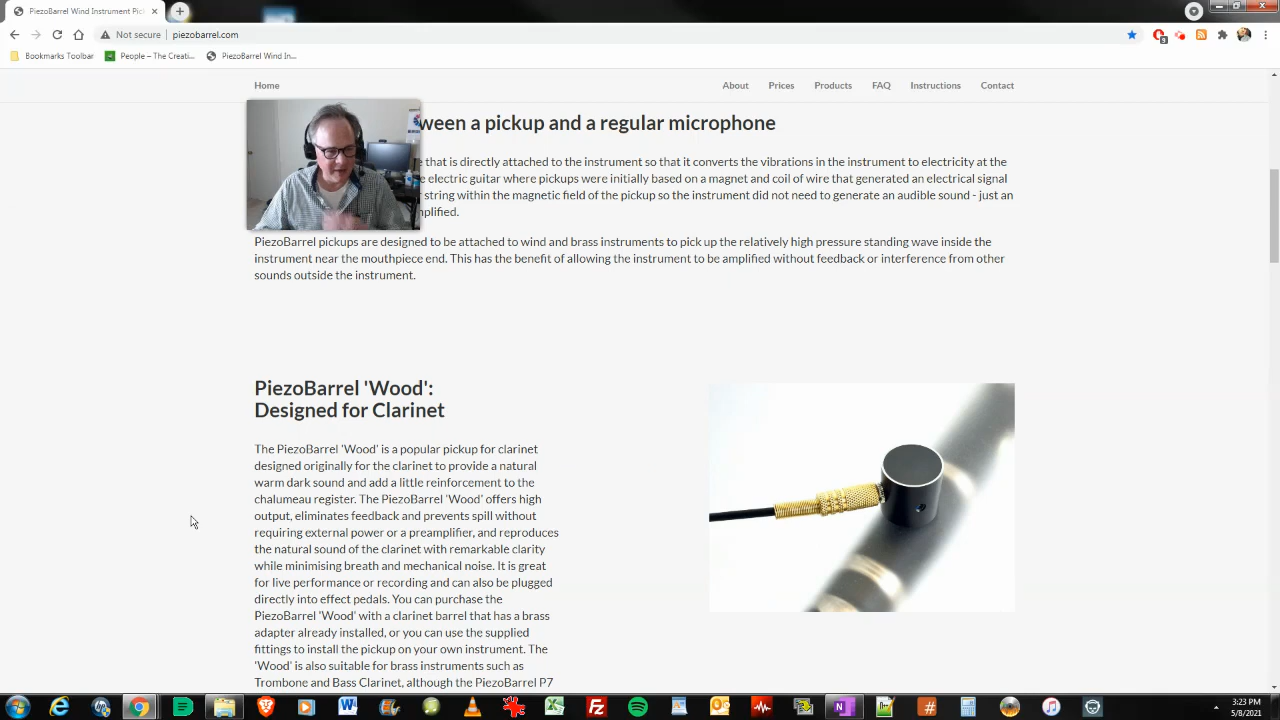 PiezoBarrel Wind Instrument Pick
Not secure
piezobarrel.com
3
Bookmarks Toolbar
People – The Creati...
PiezoBarrel Wind In...
Home
About
Prices
Products
FAQ
Instructions
Contact
ween a pickup and a regular microphone
e that is directly attached to the instrument so that it converts the vibrations in the instrument to electricity at the
e electric guitar where pickups were initially based on a magnet and coil of wire that generated an electrical signal
r string within the magnetic field of the pickup so the instrument did not need to generate an audible sound - just an
mplified.
PiezoBarrel pickups are designed to be attached to wind and brass instruments to pick up the relatively high pressure standing wave inside the
instrument near the mouthpiece end. This has the benefit of allowing the instrument to be amplified without feedback or interference from other
sounds outside the instrument.
PiezoBarrel 'Wood':
Designed for Clarinet
The PiezoBarrel 'Wood' is a popular pickup for clarinet
designed originally for the clarinet to provide a natural
warm dark sound and add a little reinforcement to the
chalumeau register. The PiezoBarrel 'Wood' offers high
output, eliminates feedback and prevents spill without
requiring external power or a preamplifier, and reproduces
the natural sound of the clarinet with remarkable clarity
while minimising breath and mechanical noise. It is great
for live performance or recording and can also be plugged
directly into effect pedals. You can purchase the
PiezoBarrel 'Wood' with a clarinet barrel that has a brass
adapter already installed, or you can use the supplied
fittings to install the pickup on your own instrument. The
'Wood' is also suitable for brass instruments such as
Trombone and Bass Clarinet, although the PiezoBarrel P7
3:23 PM
5/8/2021